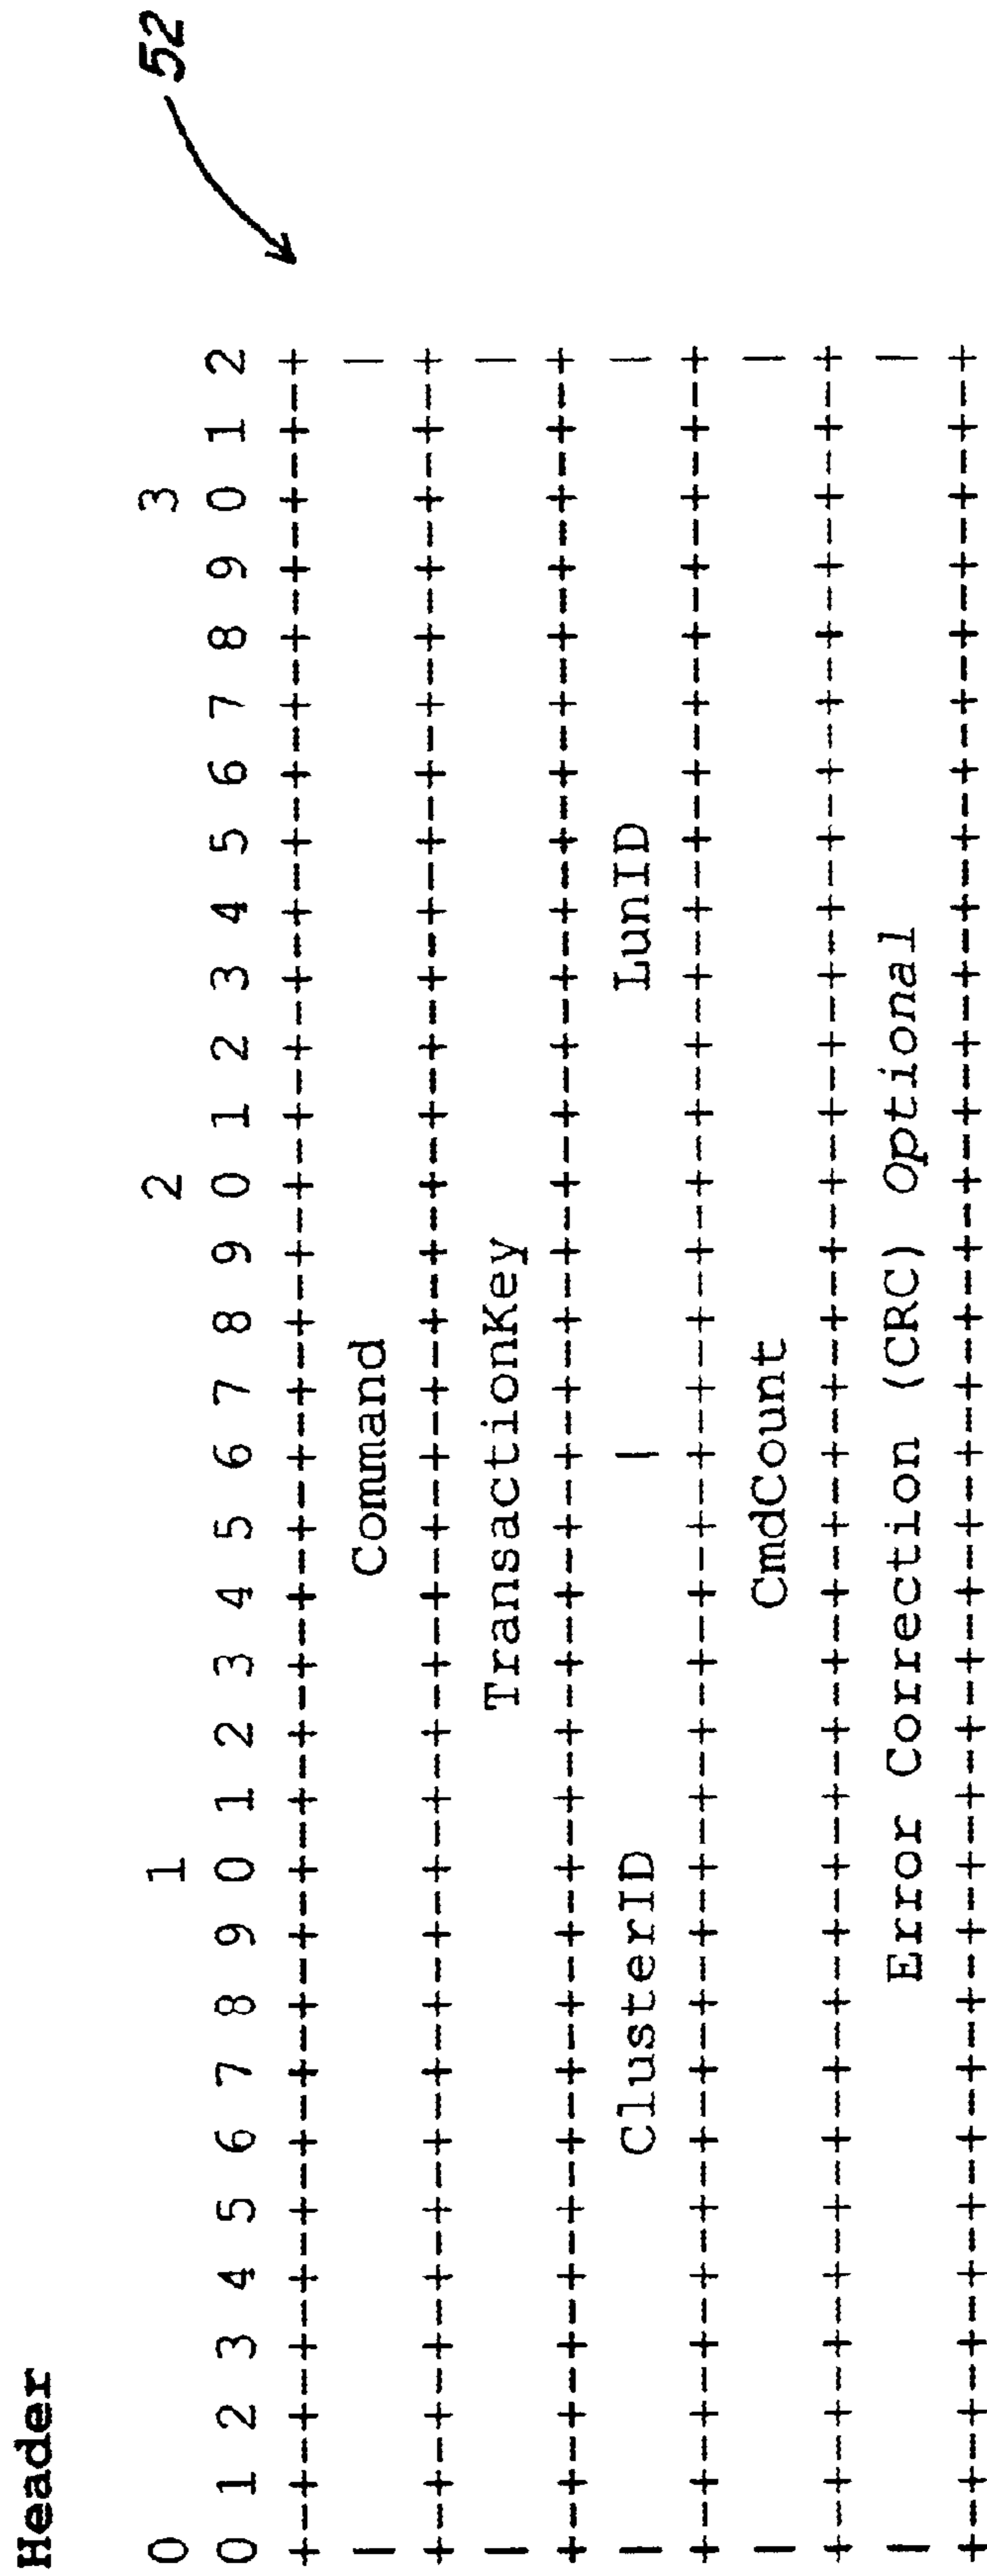 Header
0                   1                   2                   3    52
0 1 2 3 4 5 6 7 8 9 0 1 2 3 4 5 6 7 8 9 0 1 2 3 4 5 6 7 8 9 0 1 2
+-+-+-+-+-+-+-+-+-+-+-+-+-+-+-+-+-+-+-+-+-+-+-+-+-+-+-+-+-+-+-+-+
|                            Command                            |
+-+-+-+-+-+-+-+-+-+-+-+-+-+-+-+-+-+-+-+-+-+-+-+-+-+-+-+-+-+-+-+-+
|                        TransactionKey                         |
+-+-+-+-+-+-+-+-+-+-+-+-+-+-+-+-+-+-+-+-+-+-+-+-+-+-+-+-+-+-+-+-+
|           ClusterID           |             LunID             |
+-+-+-+-+-+-+-+-+-+-+-+-+-+-+-+-+-+-+-+-+-+-+-+-+-+-+-+-+-+-+-+-+
|                           CmdCount                            |
+-+-+-+-+-+-+-+-+-+-+-+-+-+-+-+-+-+-+-+-+-+-+-+-+-+-+-+-+-+-+-+-+
|                Error Correction (CRC) Optional                |
+-+-+-+-+-+-+-+-+-+-+-+-+-+-+-+-+-+-+-+-+-+-+-+-+-+-+-+-+-+-+-+-+